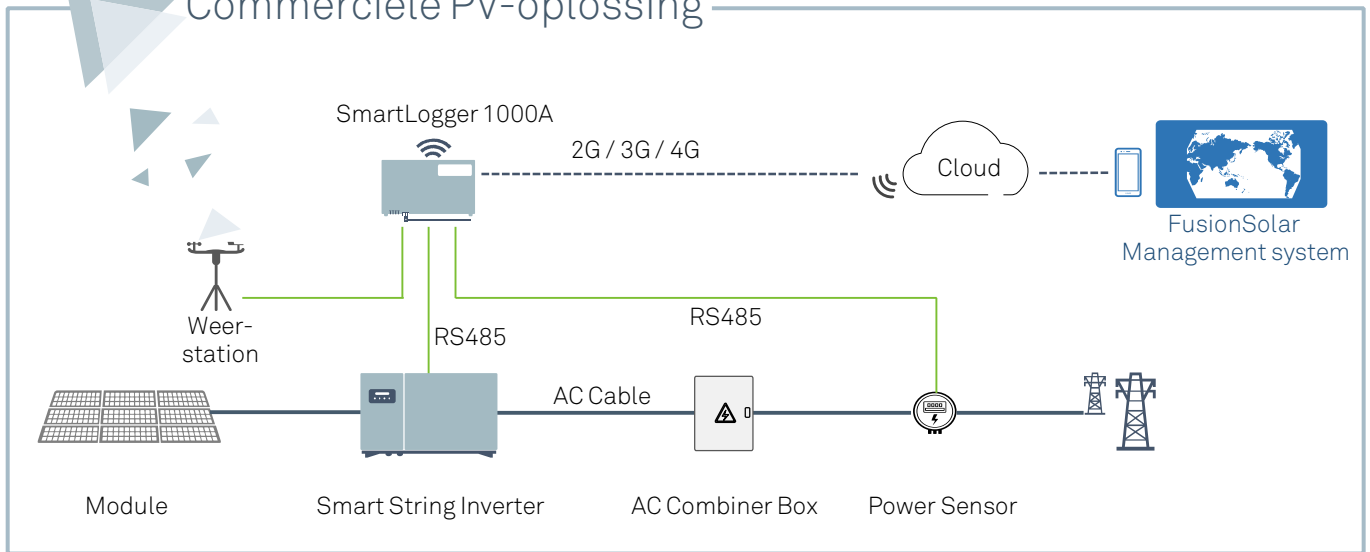 Commerciële PV-oplossing
SmartLogger 1000A
2G / 3G / 4G
Cloud
FusionSolar
Management system
Weer-
station
RS485
RS485
AC Cable
Module
Smart String Inverter
AC Combiner Box
Power Sensor